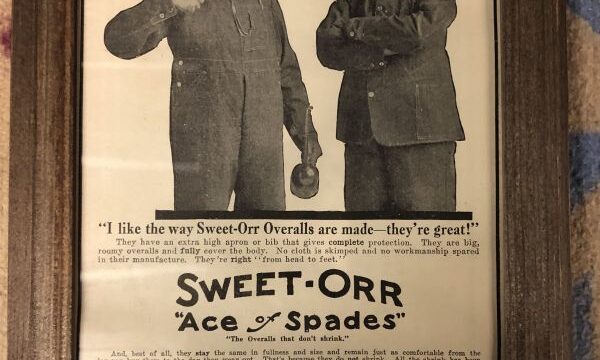 "I like the way Sweet-Orr Overalls are made—they're great!"
They have an extra high apron or bib that gives complete protection. They are big,
roomy overalls and fully cover the body. No cloth is skimped and no workmanship spared
in their manufacture. They're right "from head to feet."
SWEET-ORR
"Ace of Spades"
"The Overalls that don't shrink."
And, best of all, they stay the same in fullness and size and remain just as comfortable from the